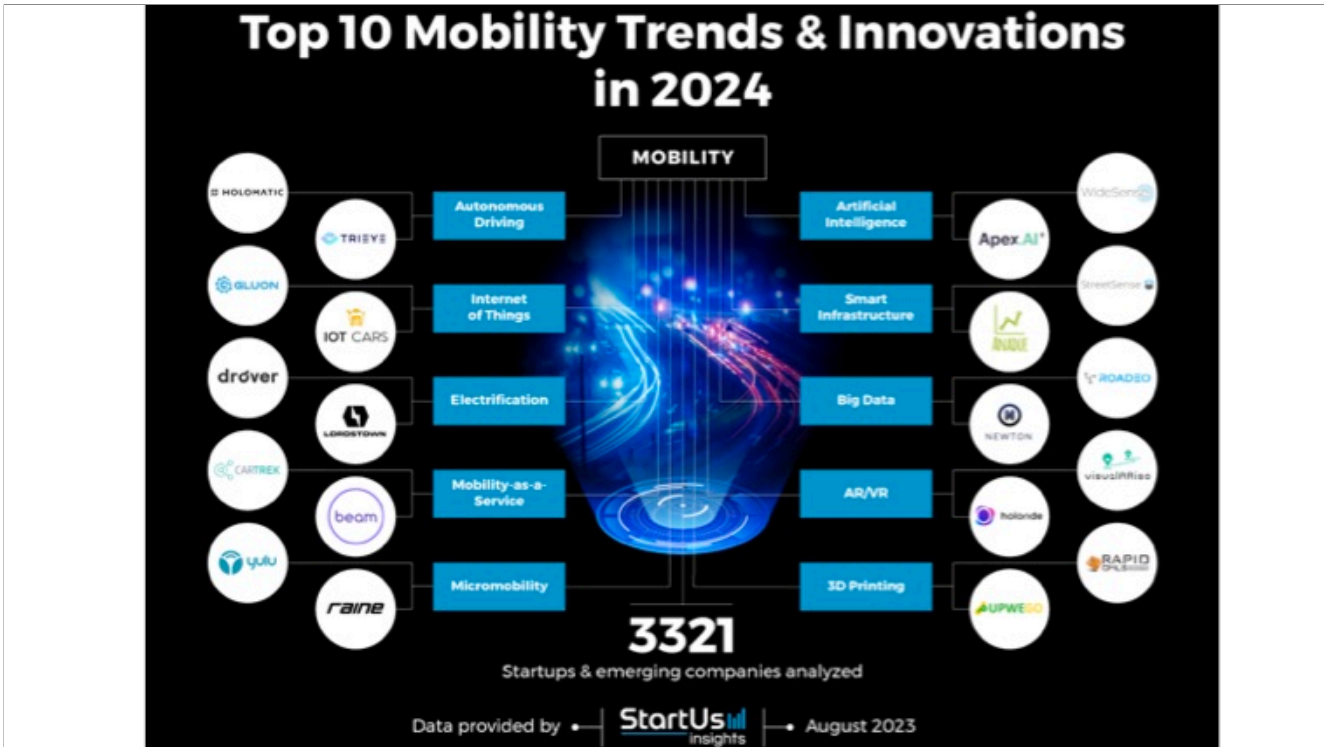 Top 10 Mobility Trends & Innovations
in 2024
MOBILITY
HOLOMATIC
TRIEYE
Autonomous
Driving
GLUON
IOT CARS
Internet
of Things
drover
LORDSTOWN
Electrification
CARTREK
beam
Mobility-as-a-
Service
yulu
raine
Micromobility
Artificial
Intelligence
Apex.AI
WideSense
Smart
Infrastructure
ANADUE
StreetSense
Big Data
NEWTON
ROADEO
AR/VR
holoride
visualARise
3D Printing
UPWEGO
RAPID
3321
Startups & emerging companies analyzed
Data provided by
StartUs
insights
August 2023